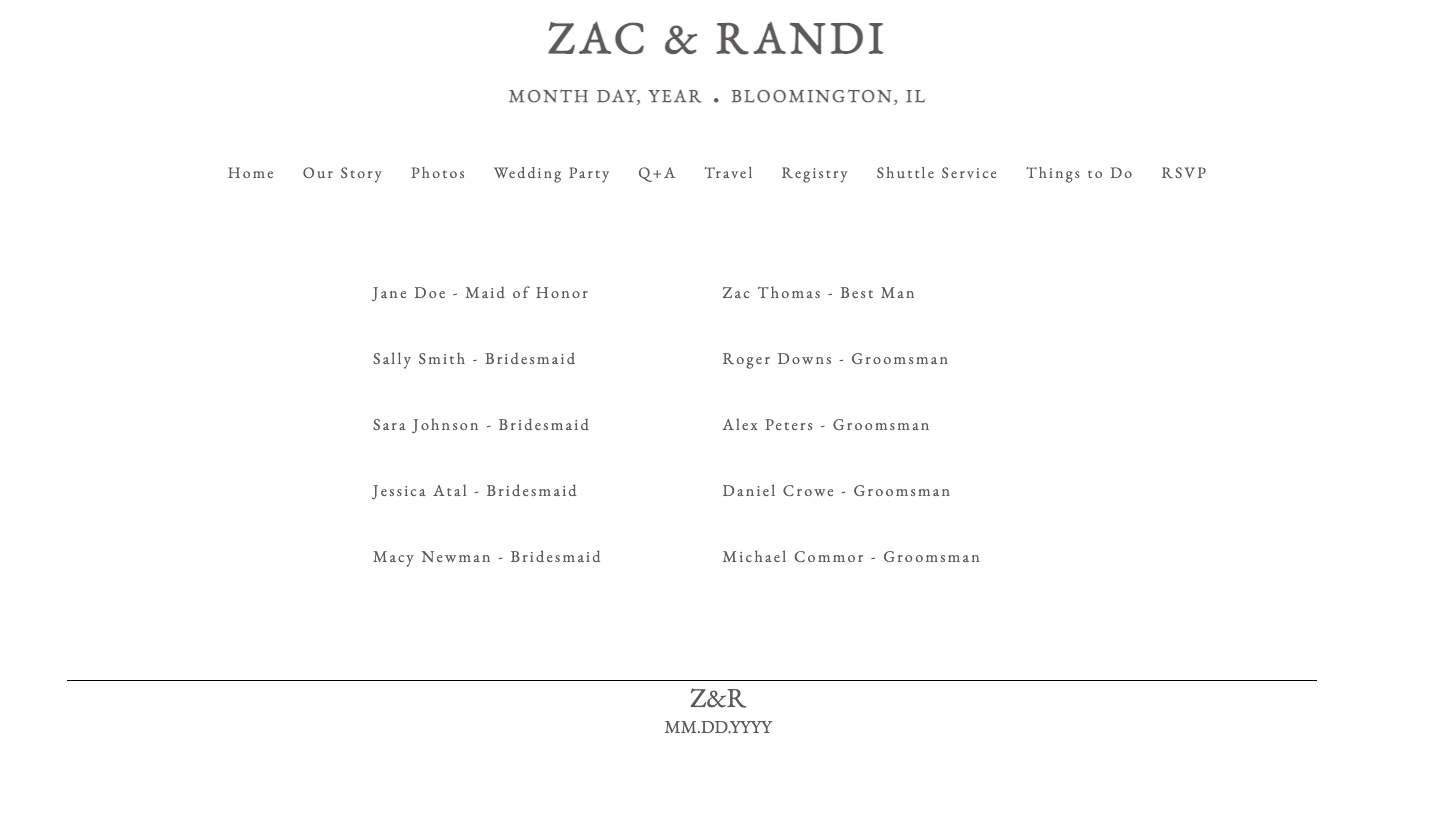 ZAC & RANDI
MONTH DAY, YEAR . BLOOMINGTON, IL
Home Our Story Photos Wedding Party Q+A Travel Registry Shuttle Service Things to Do RSVP
Jane Doe - Maid of Honor Zac Thomas - Best Man
Sally Smith - Bridesmaid Roger Downs - Groomsman
Sara Johnson - Bridesmaid Alex Peters - Groomsman
Jessica Atal - Bridesmaid Daniel Crowe - Groomsman
Macy Newman - Bridesmaid Michael Commor - Groomsman
Z&R
MM.DD.YYYY